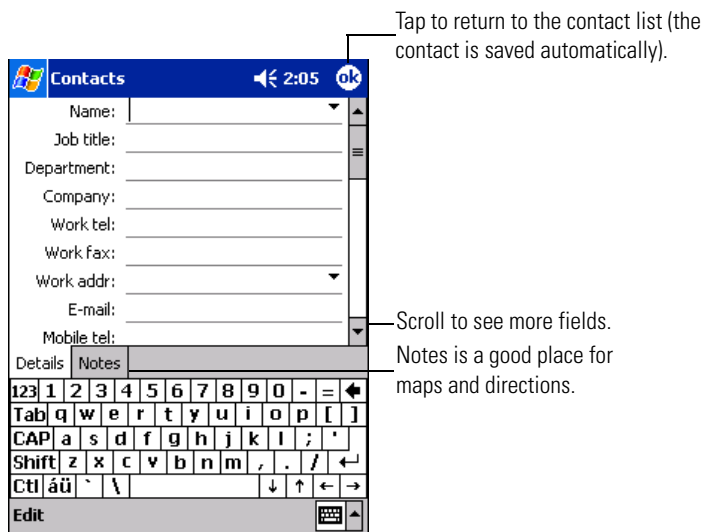 Tap to return to the contact list (the
contact is saved automatically).
Contacts 2:05 ok
Name:
Job title:
Department:
Company:
Work tel:
Work fax:
Work addr:
E-mail:
Mobile tel:
Scroll to see more fields.
Notes is a good place for
maps and directions.
Details Notes
123 1 2 3 4 5 6 7 8 9 0 - =
Tab q w e r t y u i o p [ ]
CAP a s d f g h j k l ; '
Shift z x c v b n m , . / ↵
Ctl áü ` \ ↓ ↑ ← →
Edit